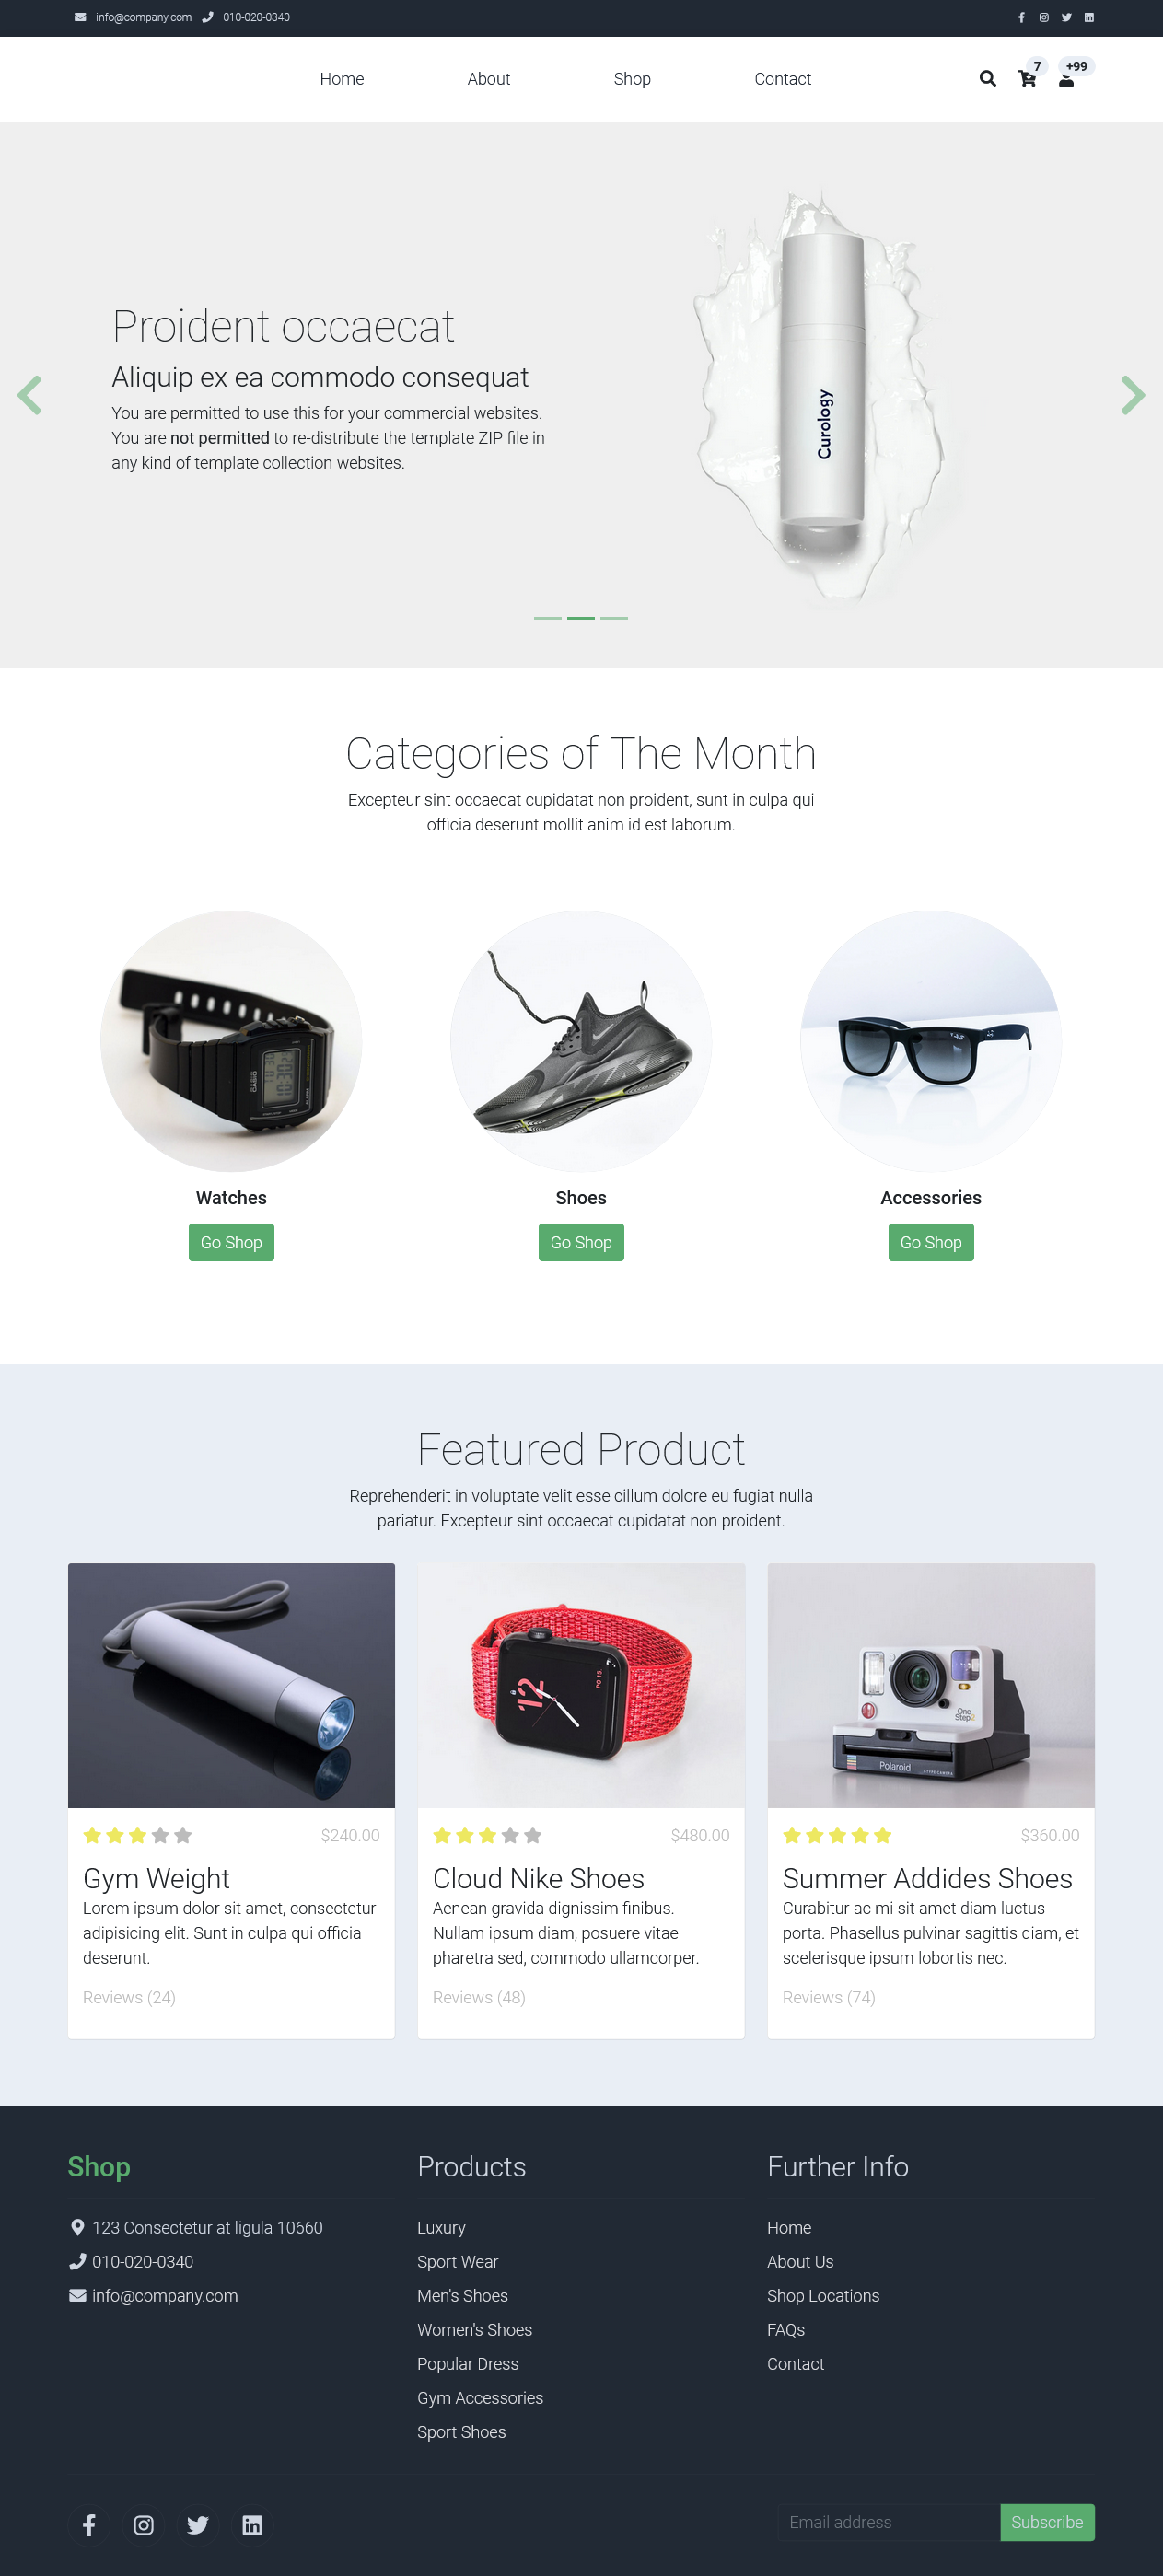 info@company.com 010-020-0340
Home About Shop Contact 7 +99
Proident occaecat
Aliquip ex ea commodo consequat
You are permitted to use this for your commercial websites.
You are not permitted to re-distribute the template ZIP file in
any kind of template collection websites.
Curology
Categories of The Month
Excepteur sint occaecat cupidatat non proident, sunt in culpa qui
officia deserunt mollit anim id est laborum.
CASIO
10:30
Watches
Shoes
Accessories
Go Shop
Go Shop
Go Shop
Featured Product
Reprehenderit in voluptate velit esse cillum dolore eu fugiat nulla
pariatur. Excepteur sint occaecat cupidatat non proident.
12
OneStep2
Polaroid
$240.00
Gym Weight
Lorem ipsum dolor sit amet, consectetur
adipisicing elit. Sunt in culpa qui officia
deserunt.
Reviews (24)
$480.00
Cloud Nike Shoes
Aenean gravida dignissim finibus.
Nullam ipsum diam, posuere vitae
pharetra sed, commodo ullamcorper.
Reviews (48)
$360.00
Summer Addides Shoes
Curabitur ac mi sit amet diam luctus
porta. Phasellus pulvinar sagittis diam, et
scelerisque ipsum lobortis nec.
Reviews (74)
Shop
123 Consectetur at ligula 10660
010-020-0340
info@company.com
Products
Luxury
Sport Wear
Men's Shoes
Women's Shoes
Popular Dress
Gym Accessories
Sport Shoes
Further Info
Home
About Us
Shop Locations
FAQs
Contact
Email address
Subscribe